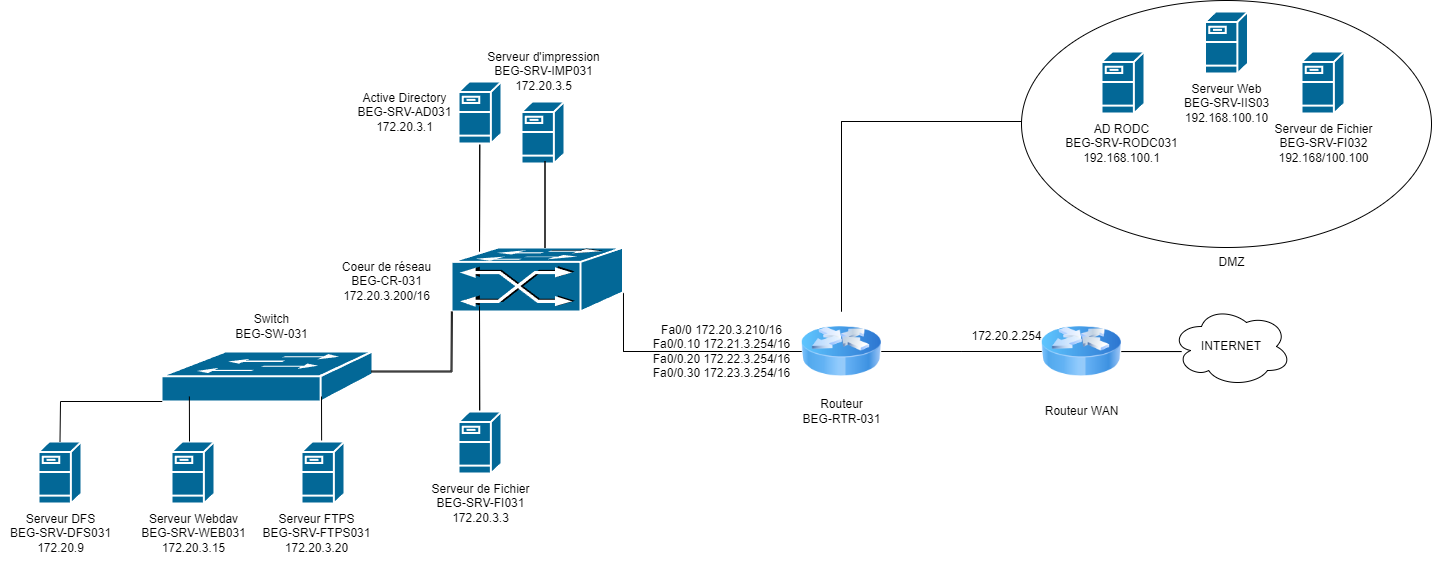 Serveur d'impression
BEG-SRV-IMP031
172.20.3.5
Active Directory
BEG-SRV-AD031
172.20.3.1
Serveur Web
BEG-SRV-IIS03
192.168.100.10
AD RODC
BEG-SRV-RODC031
192.168.100.1
Serveur de Fichier
BEG-SRV-FI032
192.168/100.100
DMZ
Coeur de réseau
BEG-CR-031
172.20.3.200/16
Switch
BEG-SW-031
Fa0/0 172.20.3.210/16
Fa0/0.10 172.21.3.254/16
Fa0/0.20 172.22.3.254/16
Fa0/0.30 172.23.3.254/16
172.20.2.254
INTERNET
Routeur
BEG-RTR-031
Routeur WAN
Serveur de Fichier
BEG-SRV-FI031
172.20.3.3
Serveur DFS
BEG-SRV-DFS031
172.20.9
Serveur Webdav
BEG-SRV-WEB031
172.20.3.15
Serveur FTPS
BEG-SRV-FTPS031
172.20.3.20